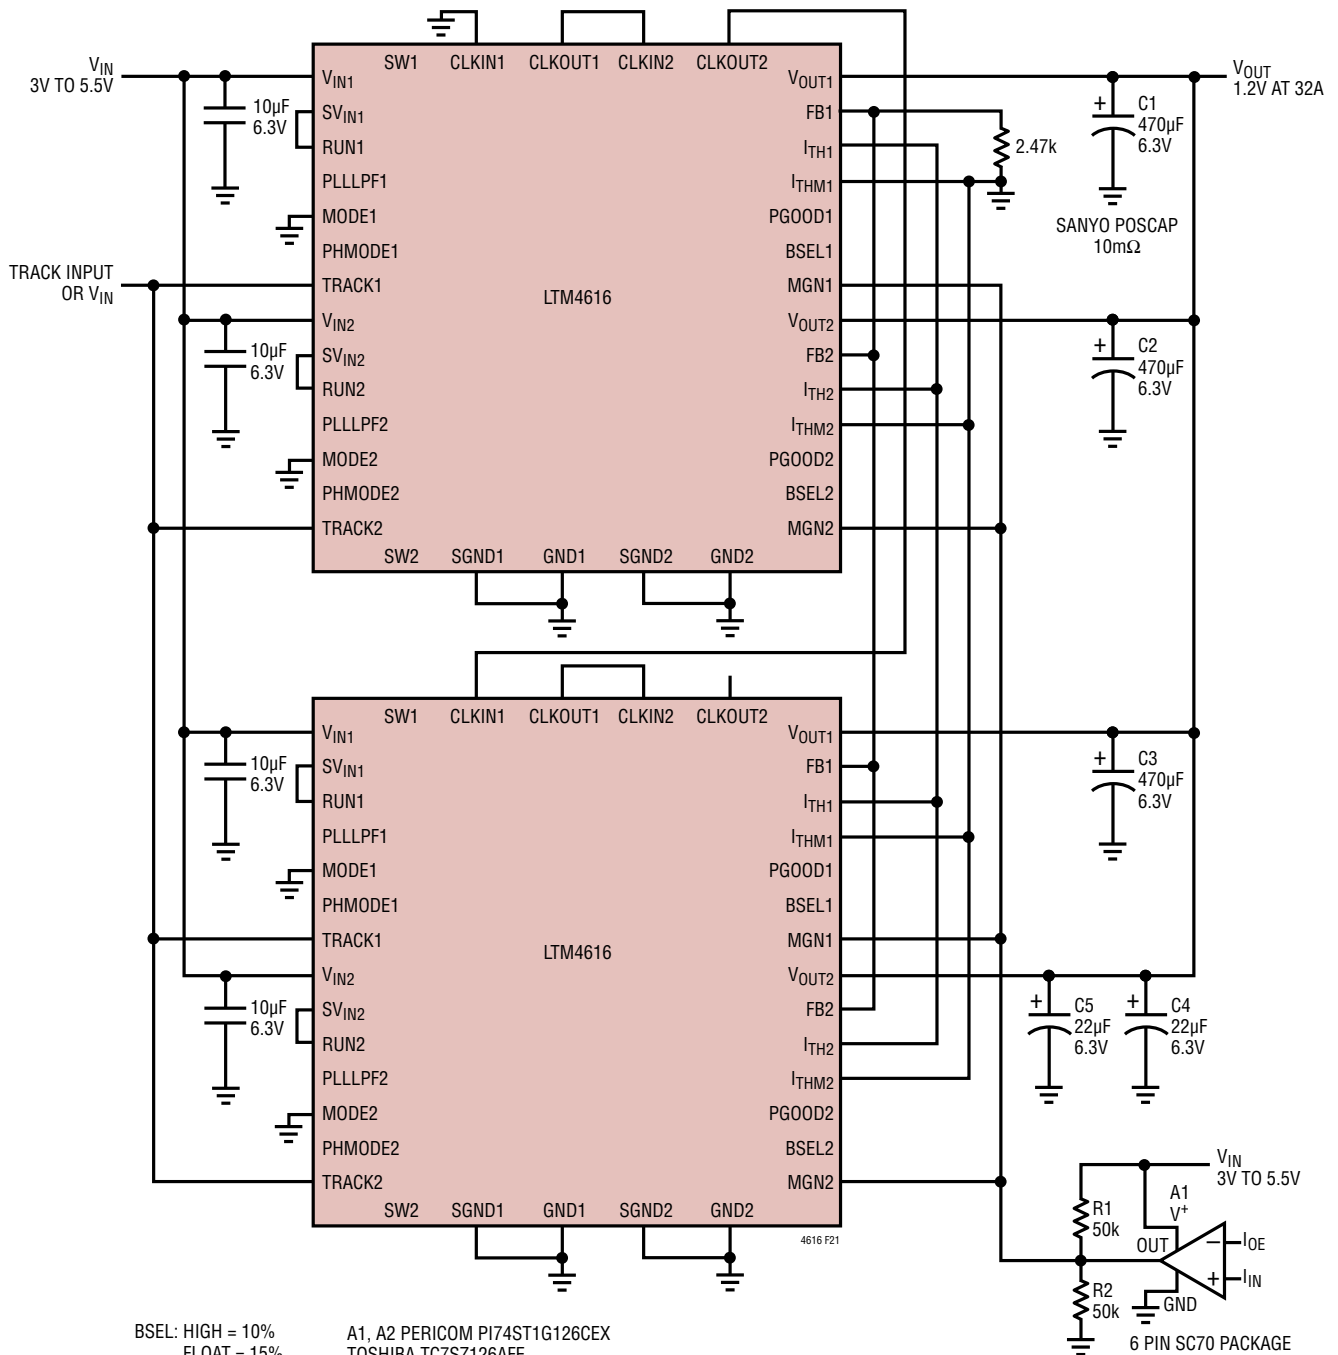 SW1 CLKIN1 CLKOUT1 CLKIN2 CLKOUT2
VIN
3V TO 5.5V
VIN1
10µF
6.3V
SVIN1
RUN1
PLLLPF1
MODE1
PHMODE1
TRACK INPUT
OR VIN
TRACK1
VIN2
10µF
6.3V
SVIN2
RUN2
PLLLPF2
MODE2
PHMODE2
TRACK2
LTM4616
VOUT1
FB1
ITH1
ITHM1
PGOOD1
BSEL1
MGN1
VOUT2
FB2
ITH2
ITHM2
PGOOD2
BSEL2
MGN2
SW2 SGND1 GND1 SGND2 GND2
2.47k
VOUT
1.2V AT 32A
+ C1
470µF
6.3V
SANYO POSCAP
10mΩ
+ C2
470µF
6.3V
SW1 CLKIN1 CLKOUT1 CLKIN2 CLKOUT2
VIN1
10µF
6.3V
SVIN1
RUN1
PLLLPF1
MODE1
PHMODE1
TRACK1
VIN2
10µF
6.3V
SVIN2
RUN2
PLLLPF2
MODE2
PHMODE2
TRACK2
LTM4616
VOUT1
FB1
ITH1
ITHM1
PGOOD1
BSEL1
MGN1
VOUT2
FB2
ITH2
ITHM2
PGOOD2
BSEL2
MGN2
SW2 SGND1 GND1 SGND2 GND2
4616 F21
+ C3
470µF
6.3V
+ C5
22µF
6.3V
+ C4
22µF
6.3V
VIN
3V TO 5.5V
R1
50k
A1
V+
OUT
– IOE
+ IIN
R2
50k
GND
6 PIN SC70 PACKAGE
BSEL: HIGH = 10%
FLOAT = 15%
A1, A2 PERICOM PI74ST1G126CEX